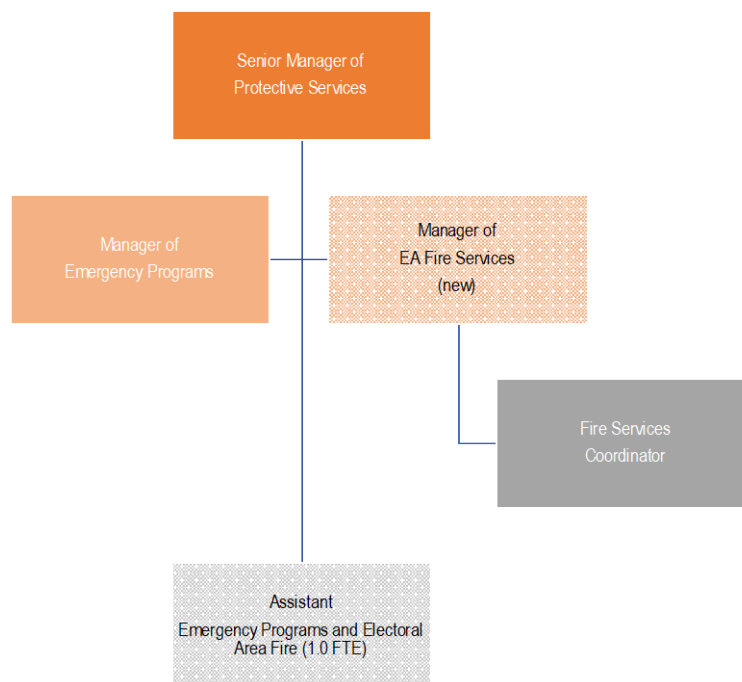 Senior Manager of
Protective Services
Manager of
Emergency Programs
Manager of
EA Fire Services
(new)
Fire Services
Coordinator
Assistant
Emergency Programs and Electoral
Area Fire (1.0 FTE)